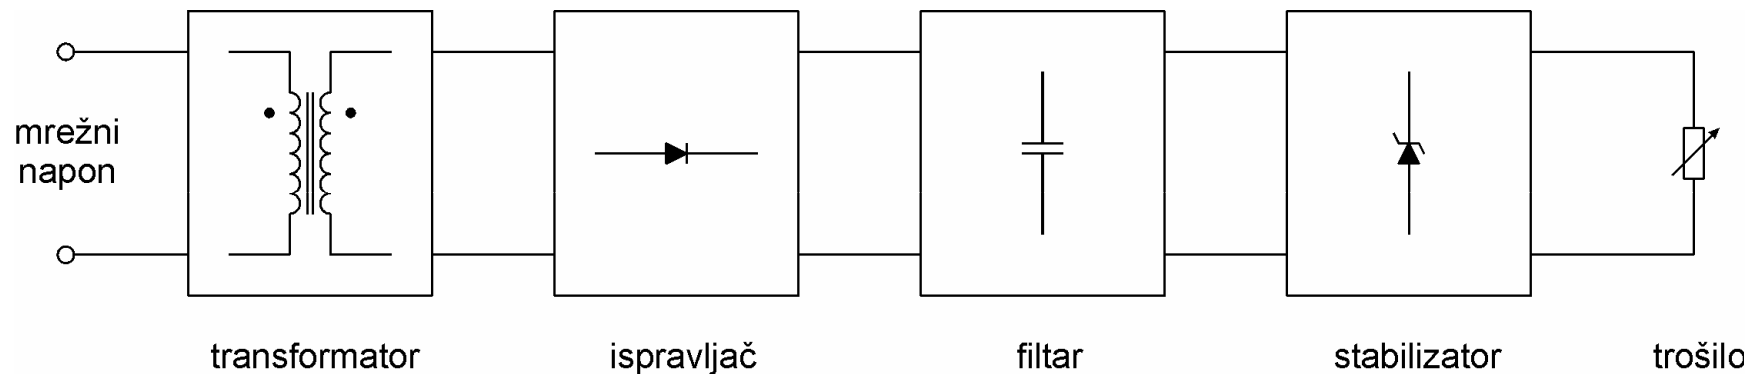 mrežni
napon
transformator
ispravljač
filtar
stabilizator
trošilo